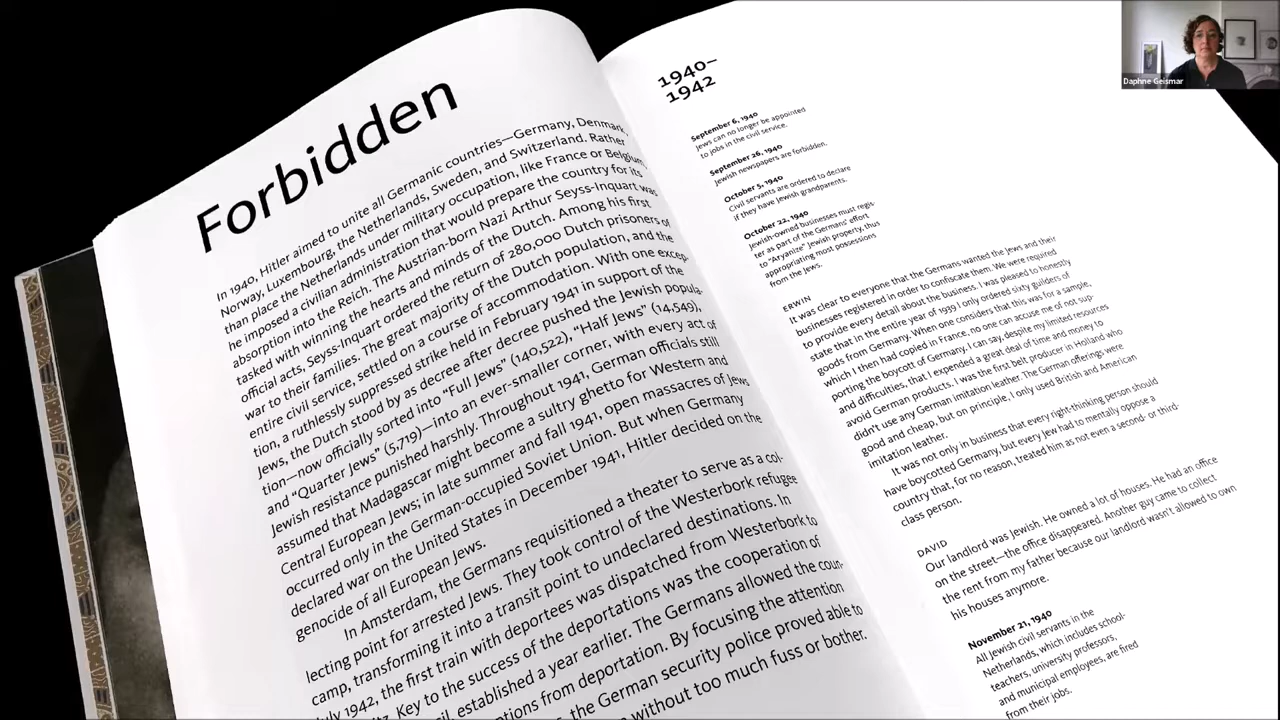 Forbidden
In 1940, Hitler aimed to unite all Germanic countries—Germany, Denmark,
Norway, Luxembourg, the Netherlands, Sweden, and Switzerland. Rather
than place the Netherlands under military occupation, like France or Belgium,
he imposed a civilian administration that would prepare the country for its
absorption into the Reich. The Austrian-born Nazi Arthur Seyss-Inquart was
tasked with winning the hearts and minds of the Dutch. Among his first
official acts, Seyss-Inquart ordered the return of 280,000 Dutch prisoners of
war to their families. The great majority of the Dutch population, and the
entire civil service, settled on a course of accommodation. With one excep-
tion, a ruthlessly suppressed strike held in February 1941 in support of the
Jews, the Dutch stood by as decree after decree pushed the Jewish popula-
tion—now officially sorted into "Full Jews" (140,522), "Half Jews" (14,549),
and "Quarter Jews" (5,719)—into an ever-smaller corner, with every act of
Jewish resistance punished harshly. Throughout 1941, German officials still
assumed that Madagascar might become a sultry ghetto for Western and
Central European Jews; in late summer and fall 1941, open massacres of Jews
occurred only in the German-occupied Soviet Union. But when Germany
declared war on the United States in December 1941, Hitler decided on the
genocide of all European Jews.
In Amsterdam, the Germans requisitioned a theater to serve as a col-
lecting point for arrested Jews. They took control of the Westerbork refugee
camp, transforming it into a transit point to undeclared destinations. In
July 1942, the first train with deportees was dispatched from Westerbork to
Key to the success of the deportations was the cooperation of
established a year earlier. The Germans allowed the coun-
from deportation. By focusing the attention
the German security police proved able to
without too much fuss or bother.
1940–
1942
September 6, 1940
Jews can no longer be appointed
to jobs in the civil service.
September 26, 1940
Jewish newspapers are forbidden.
October 5, 1940
Civil servants are ordered to declare
if they have Jewish grandparents.
October 22, 1940
Jewish-owned businesses must regis-
ter as part of the Germans' effort
to "Aryanize" Jewish property, thus
appropriating most possessions
from the Jews.
ERWIN
It was clear to everyone that the Germans wanted the Jews and their
businesses registered in order to confiscate them. We were required
to provide every detail about the business. I was pleased to honestly
state that in the entire year of 1939 I only ordered sixty guilders of
goods from Germany. When one considers that this was for a sample,
which I then had copied in France, no one can accuse me of not sup-
porting the boycott of Germany. I can say, despite my limited resources
and difficulties, that I expended a great deal of time and money to
avoid German products. I was the first belt producer in Holland who
didn't use any German imitation leather. The German offerings were
good and cheap, but on principle, I only used British and American
imitation leather.
It was not only in business that every right-thinking person should
have boycotted Germany, but every Jew had to mentally oppose a
country that, for no reason, treated him as not even a second- or third-
class person.
DAVID
Our landlord was Jewish. He owned a lot of houses. He had an office
on the street—the office disappeared. Another guy came to collect
the rent from my father because our landlord wasn't allowed to own
his houses anymore.
November 21, 1940
All Jewish civil servants in the
Netherlands, which includes school-
teachers, university professors,
and municipal employees, are fired
from their jobs.
Daphne Geismar